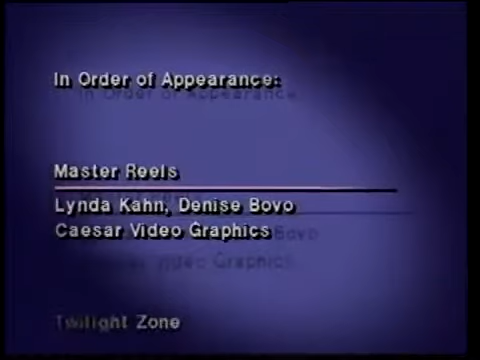 In Order of Appearance:
Master Reels
Lynda Kahn, Denise Bovo
Caesar Video Graphics
Twilight Zone